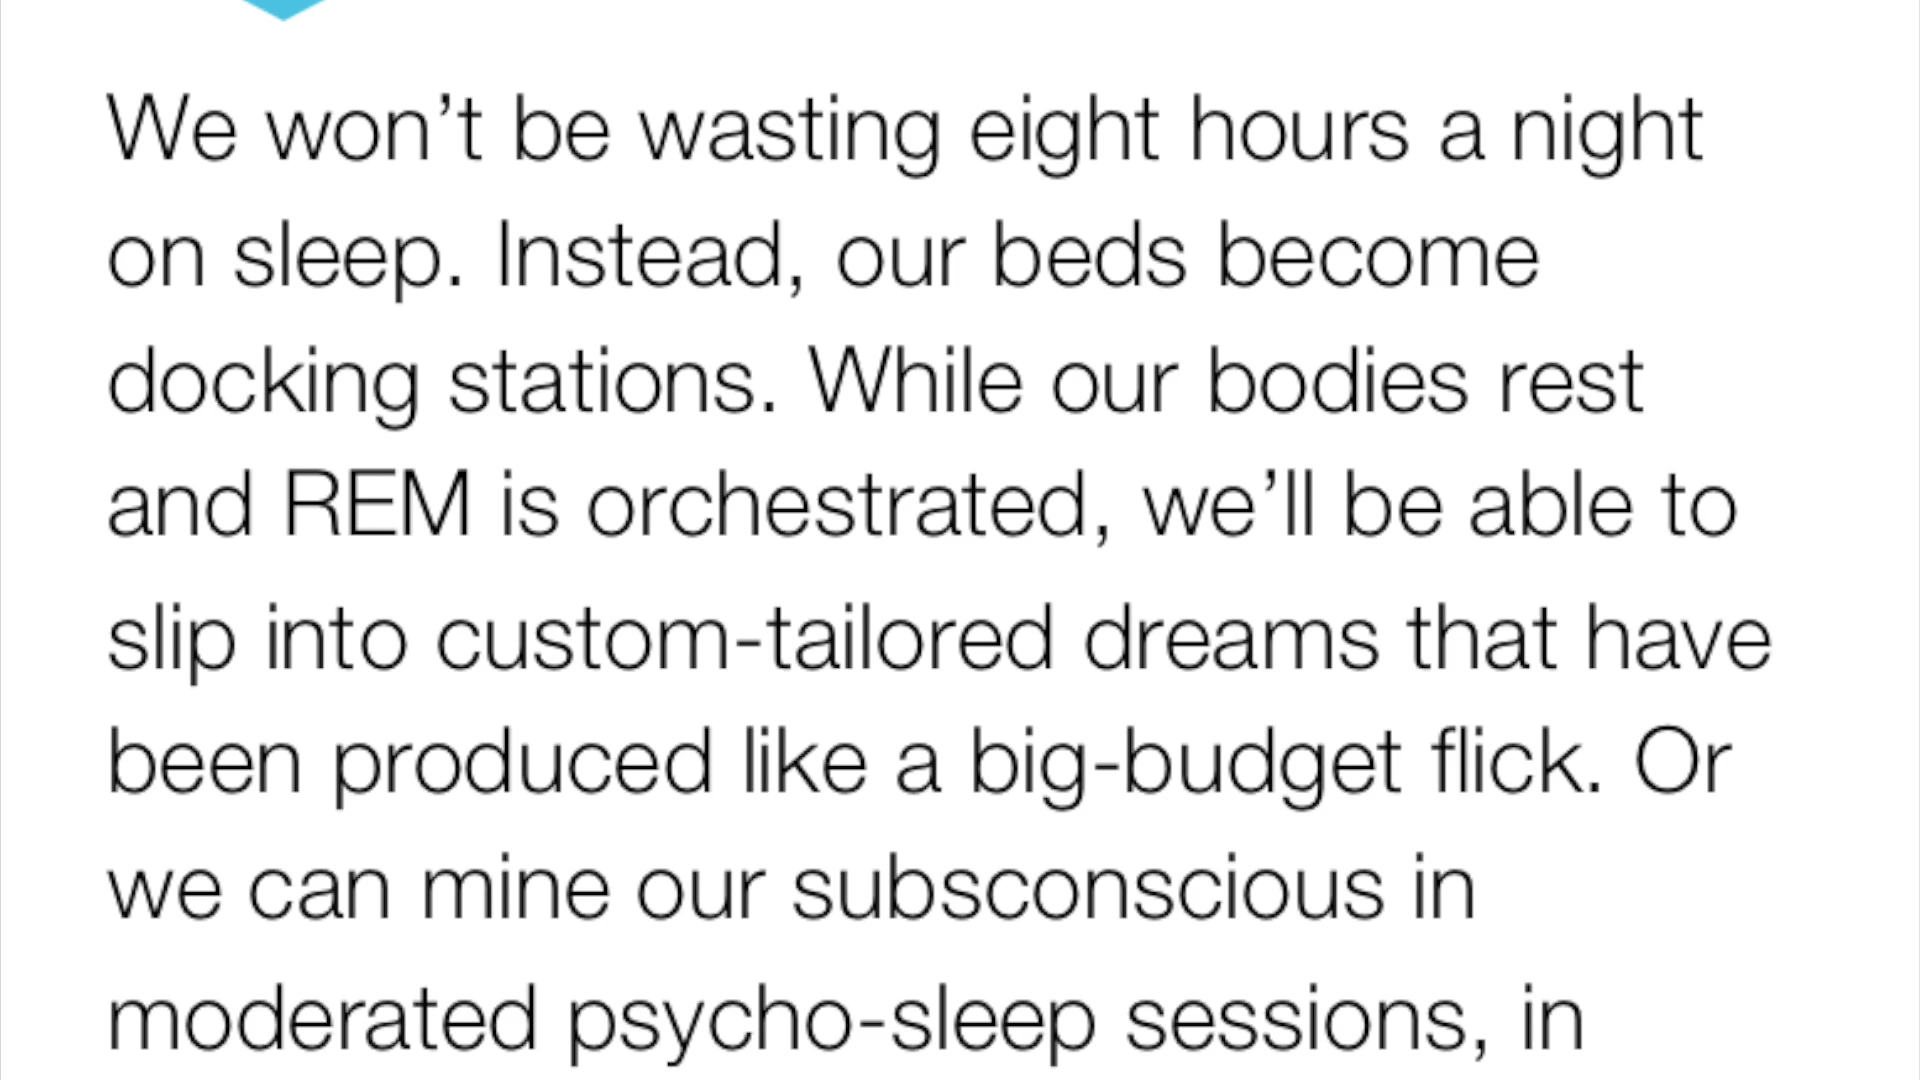 We won’t be wasting eight hours a night
on sleep. Instead, our beds become
docking stations. While our bodies rest
and REM is orchestrated, we’ll be able to
slip into custom-tailored dreams that have
been produced like a big-budget flick. Or
we can mine our subsconscious in
moderated psycho-sleep sessions, in